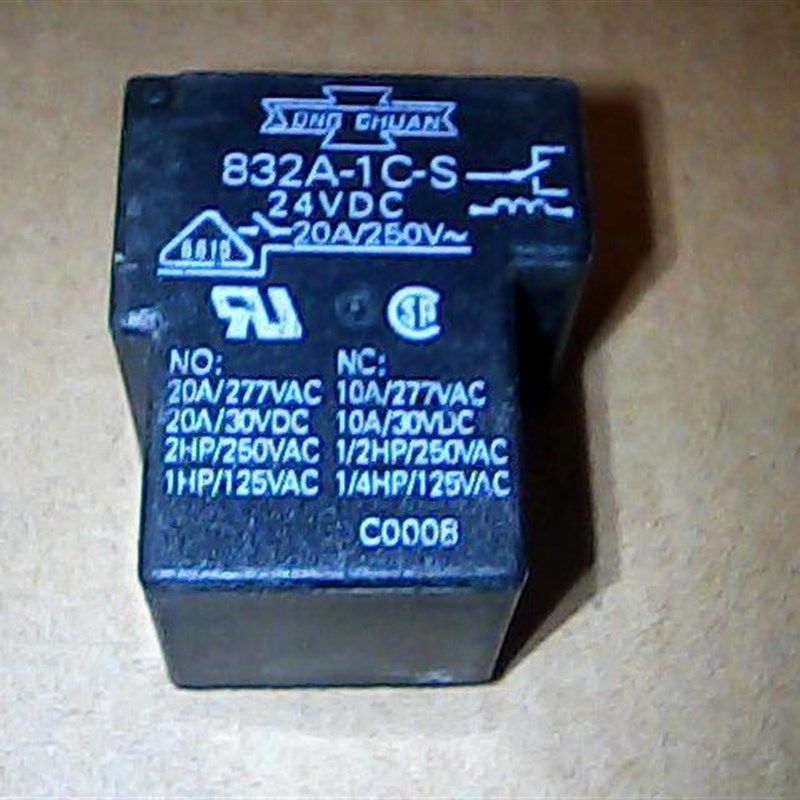 SONG CHUAN
832A-1C-S
24VDC
20A/250V~
NO: NC:
20A/277VAC 10A/277VAC
20A/30VDC 10A/30VDC
2HP/250VAC 1/2HP/250VAC
1HP/125VAC 1/4HP/125VAC
C0008